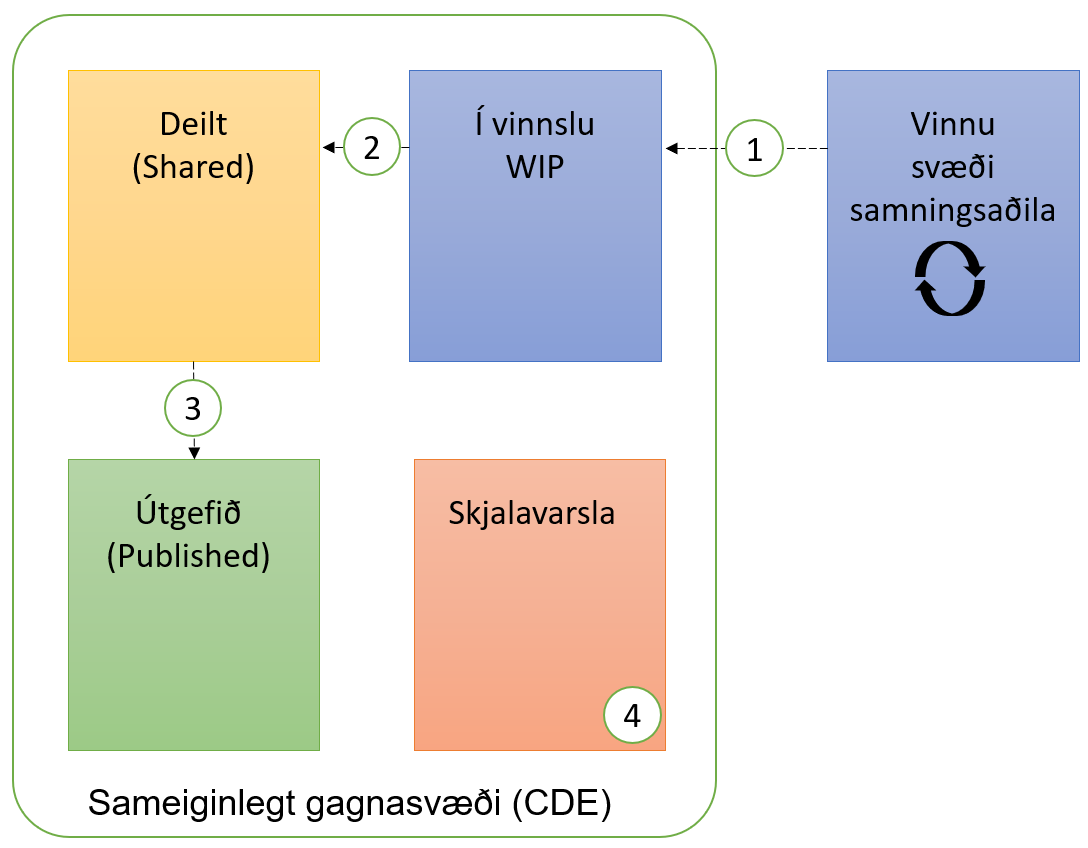 Deilt
(Shared)
2
Í vinnslu
WIP
1
Vinnu
svæði
samningsaðila
3
Útgefið
(Published)
Skjalavarsla
4
Sameiginlegt gagnasvæði (CDE)